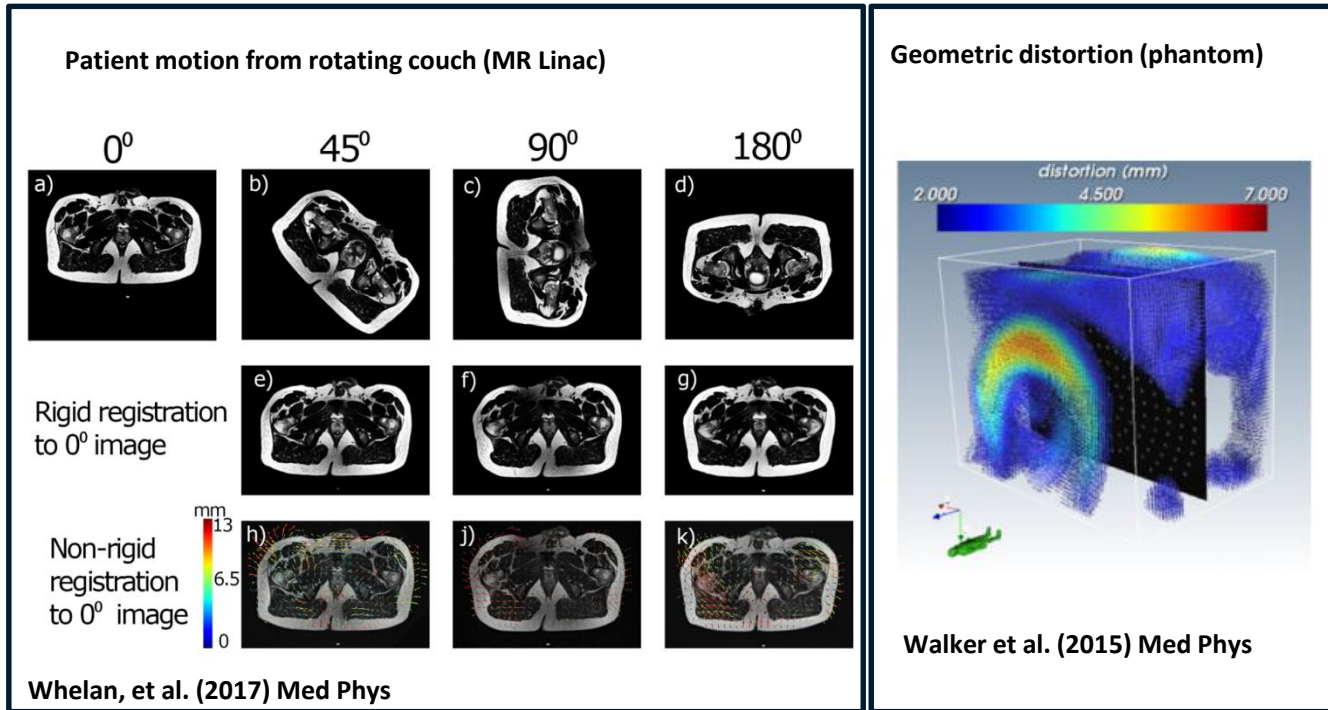 Patient motion from rotating couch (MR Linac)
0⁰ 45⁰ 90⁰ 180⁰
a) b) c) d)
e) f) g)
Rigid registration
to 0⁰ image
mm
13
6.5
0
h) j) k)
Non-rigid
registration
to 0⁰ image
Whelan, et al. (2017) Med Phys
Geometric distortion (phantom)
distortion (mm)
2.000 4.500 7.000
Walker et al. (2015) Med Phys